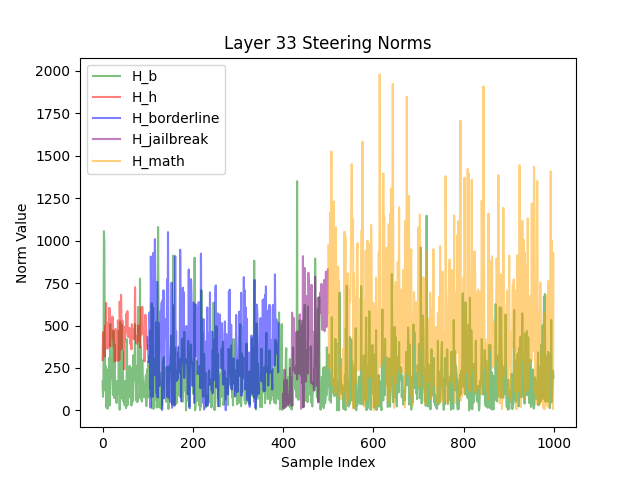 Layer 33 Steering Norms
2000
1750
1500
1250
1000
750
500
250
0
Norm Value
H_b
H_h
H_borderline
H_jailbreak
H_math
0
200
400
600
800
1000
Sample Index